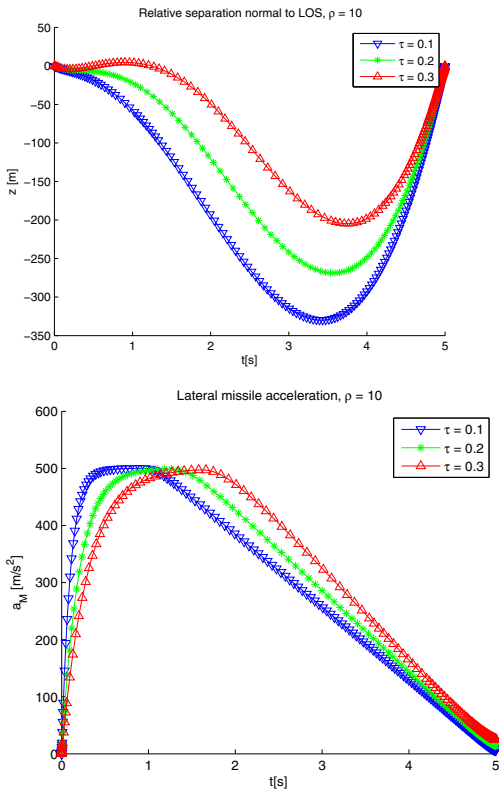 Relative separation normal to LOS, ρ = 10
50
0
−50
−100
−150
−200
−250
−300
−350
z [m]
τ = 0.1
τ = 0.2
τ = 0.3
0 1 2 3 4 5
t[s]
Lateral missile acceleration, ρ = 10
600
500
400
300
200
100
0
a_M [m/s²]
τ = 0.1
τ = 0.2
τ = 0.3
0 1 2 3 4 5
t[s]